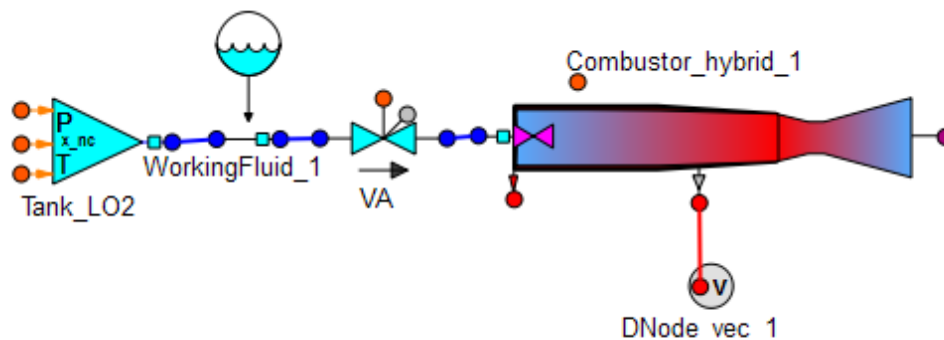 Combustor_hybrid_1
P
x_nc
T
WorkingFluid_1
Tank_LO2
VA
V
DNode_vec_1